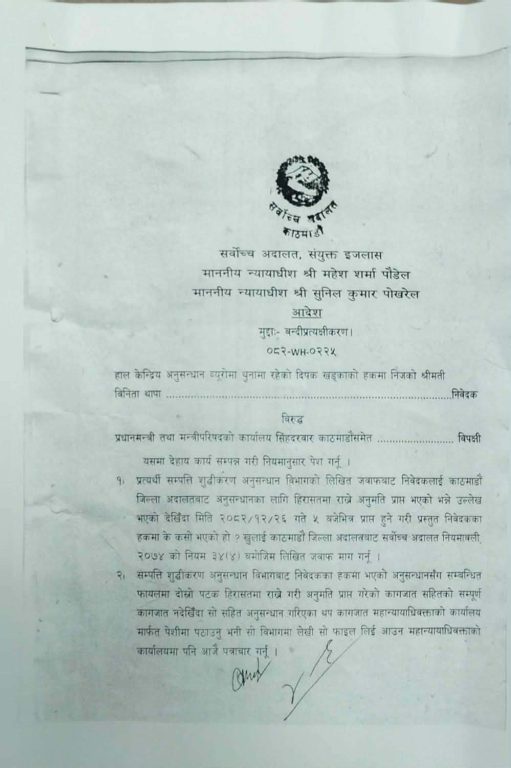 सर्वोच्च अदालत
काठमाडौं
सर्वोच्च अदालत, संयुक्त इजलास
माननीय न्यायाधीश श्री महेश शर्मा पौडेल
माननीय न्यायाधीश श्री सुनिल कुमार पोखरेल
आदेश
मुद्दा:- बन्दीप्रत्यक्षीकरण।
०८२-WH-०२२५
हाल केन्द्रिय अनुसन्धान ब्युरोमा थुनामा रहेको दिपक खड्काको हकमा निजको श्रीमती
बिनिता थापा ........................................................................निवेदक
विरुद्ध
प्रधानमन्त्री तथा मन्त्रीपरिषदको कार्यालय सिंहदरवार काठमाडौंसमेत ..................... विपक्षी
यसमा देहाय कार्य सम्पन्न गरी नियमानुसार पेश गर्नू ।
१। प्रत्यर्थी सम्पत्ति शुद्धीकरण अनुसन्धान विभागको लिखित जवाफबाट निवेदकलाई काठमाडौं
जिल्ला अदालतबाट अनुसन्धानका लागि हिरासतमा राख्ने अनुमति प्राप्त भएको भन्ने उल्लेख
भएको देखिँदा मिति २०८२/१२/२६ गते ५ बजेभित्र प्राप्त हुने गरी प्रस्तुत निवेदकका
हकमा के कसो भएको हो ? खुलाई काठमाडौं जिल्ला अदालतबाट सर्वोच्च अदालत नियमावली,
२०७४ को नियम ३४(४) बमोजिम लिखित जवाफ माग गर्नू ।
२। सम्पत्ति शुद्धीकरण अनुसन्धान विभागबाट निवेदकका हकमा भएको अनुसन्धानसँग सम्बन्धित
फायलमा दोस्रो पटक हिरासतमा राख्ने गरी अनुमति प्राप्त गरेको कागजात सहितको सम्पूर्ण
कागजात नदेखिँदा सो सहित अनुसन्धान गरिएका थप कागजात महान्यायाधिवक्ताको कार्यालय
मार्फत पेशीमा पठाउनु भनी सो विभागमा लेखी सो फाइल लिई आउन महान्यायाधिवक्ताको
कार्यालयमा पनि आजै पत्राचार गर्नू ।